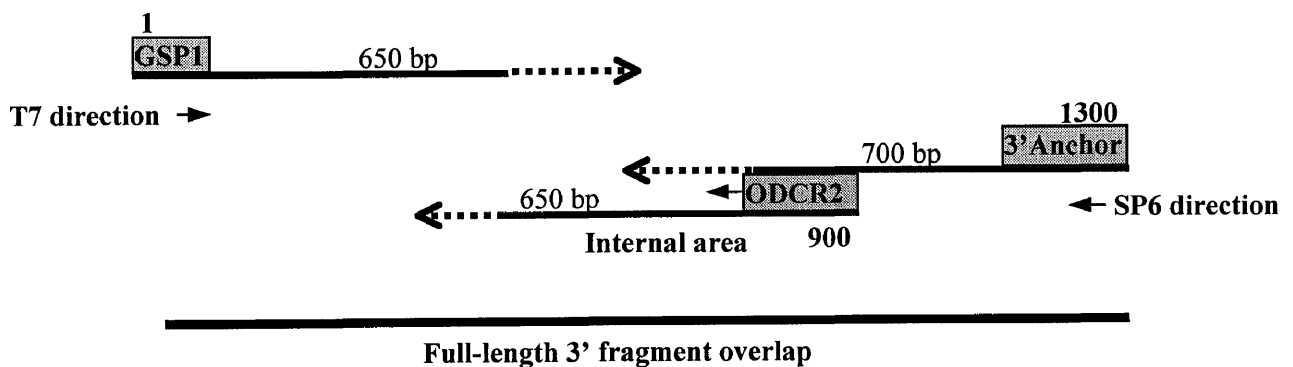 1
GSP1
650 bp
T7 direction
1300
3'Anchor
700 bp
ODCR2
650 bp
SP6 direction
Internal area
900
Full-length 3' fragment overlap